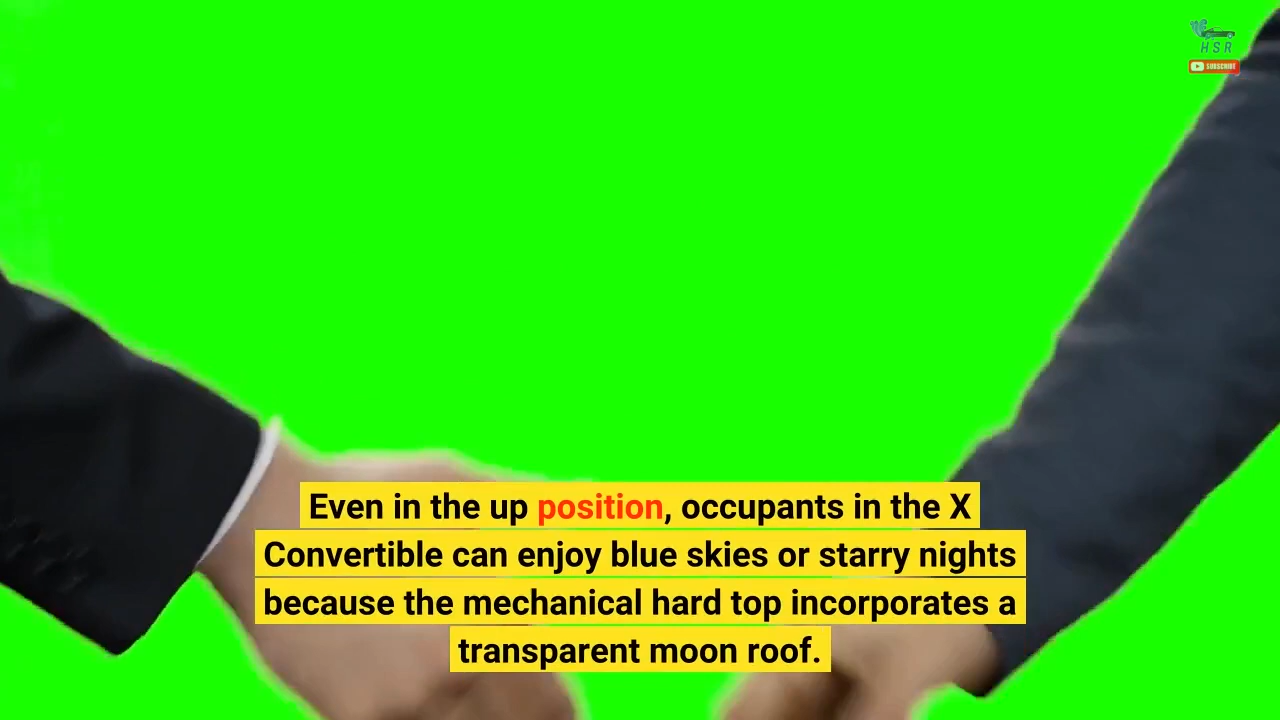 HSR
SUBSCRIBE
Even in the up position, occupants in the X
Convertible can enjoy blue skies or starry nights
because the mechanical hard top incorporates a
transparent moon roof.